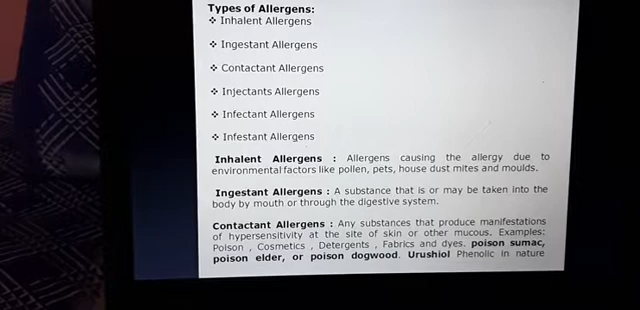 Types of Allergens:
❖ Inhalent Allergens
❖ Ingestant Allergens
❖ Contactant Allergens
❖ Injectants Allergens
❖ Infectant Allergens
❖ Infestant Allergens
Inhalent Allergens : Allergens causing the allergy due to
environmental factors like pollen, pets, house dust mites and moulds.
Ingestant Allergens : A substance that is or may be taken into the
body by mouth or through the digestive system.
Contactant Allergens : Any substances that produce manifestations
of hypersensitivity at the site of skin or other mucous. Examples:
Poison , Cosmetics , Detergents , Fabrics and dyes. poison sumac,
poison elder, or poison dogwood. Urushiol Phenolic in nature